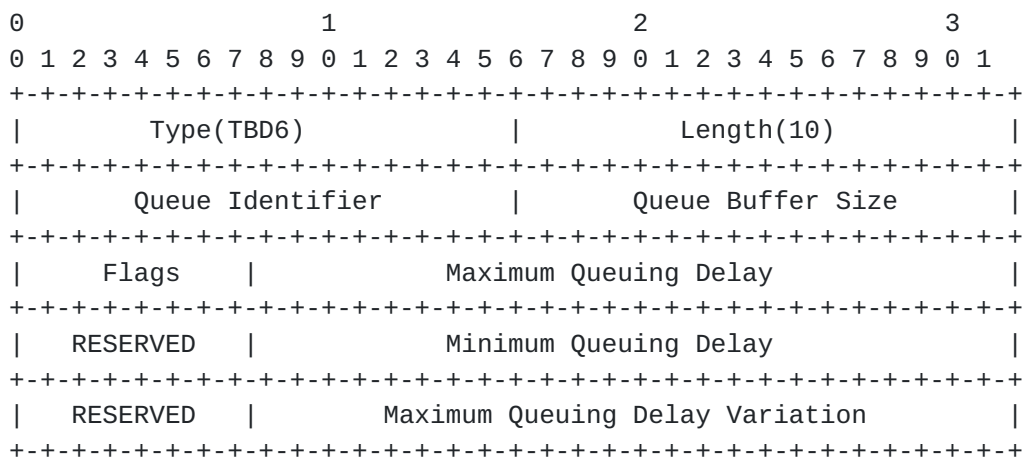 0                   1                   2                   3
0 1 2 3 4 5 6 7 8 9 0 1 2 3 4 5 6 7 8 9 0 1 2 3 4 5 6 7 8 9 0 1
+-+-+-+-+-+-+-+-+-+-+-+-+-+-+-+-+-+-+-+-+-+-+-+-+-+-+-+-+-+-+-+-+
|        Type(TBD6)             |          Length(10)           |
+-+-+-+-+-+-+-+-+-+-+-+-+-+-+-+-+-+-+-+-+-+-+-+-+-+-+-+-+-+-+-+-+
|       Queue Identifier        |       Queue Buffer Size       |
+-+-+-+-+-+-+-+-+-+-+-+-+-+-+-+-+-+-+-+-+-+-+-+-+-+-+-+-+-+-+-+-+
|     Flags    |            Maximum Queuing Delay               |
+-+-+-+-+-+-+-+-+-+-+-+-+-+-+-+-+-+-+-+-+-+-+-+-+-+-+-+-+-+-+-+-+
|   RESERVED   |            Minimum Queuing Delay               |
+-+-+-+-+-+-+-+-+-+-+-+-+-+-+-+-+-+-+-+-+-+-+-+-+-+-+-+-+-+-+-+-+
|   RESERVED   |        Maximum Queuing Delay Variation         |
+-+-+-+-+-+-+-+-+-+-+-+-+-+-+-+-+-+-+-+-+-+-+-+-+-+-+-+-+-+-+-+-+